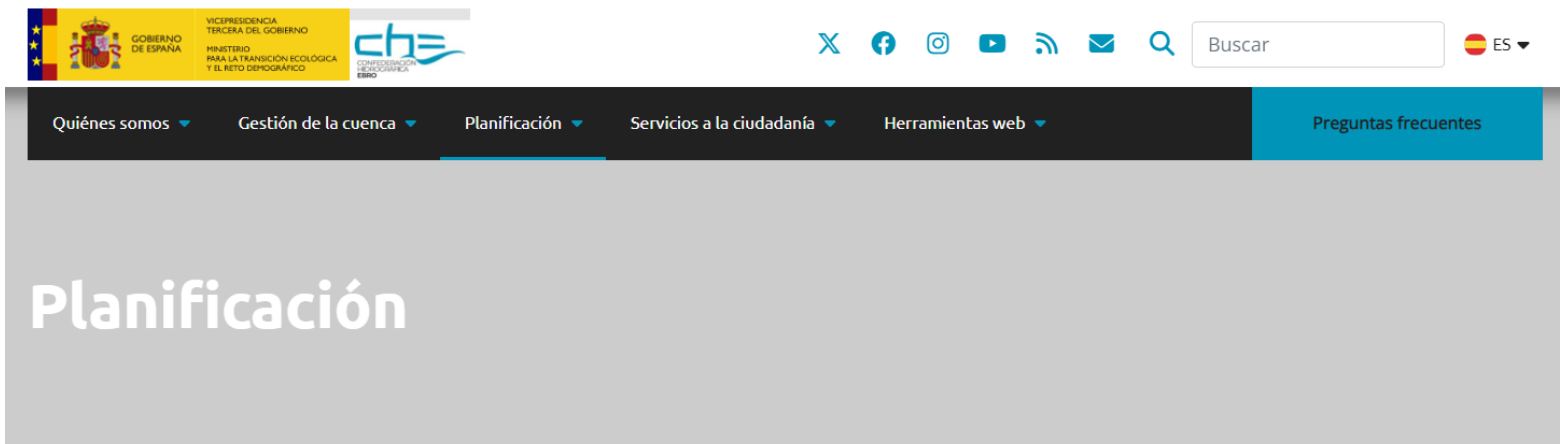 GOBIERNO
DE ESPAÑA
VICEPRESIDENCIA
TERCERA DEL GOBIERNO
MINISTERIO
PARA LA TRANSICIÓN ECOLÓGICA
Y EL RETO DEMOGRÁFICO
che
CONFEDERACIÓN
HIDROGRÁFICA
EBRO
Buscar
ES
Quiénes somos
Gestión de la cuenca
Planificación
Servicios a la ciudadanía
Herramientas web
Preguntas frecuentes
Planificación